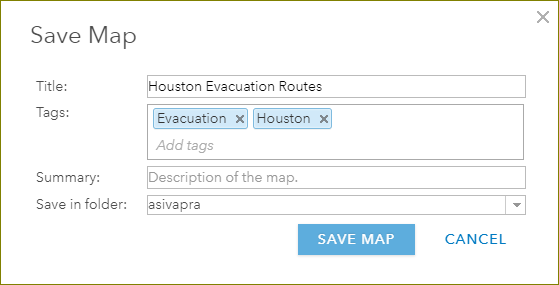 Save Map
Title: Houston Evacuation Routes
Tags: Evacuation × Houston ×
Add tags
Summary: Description of the map.
Save in folder: asivapra
SAVE MAP CANCEL